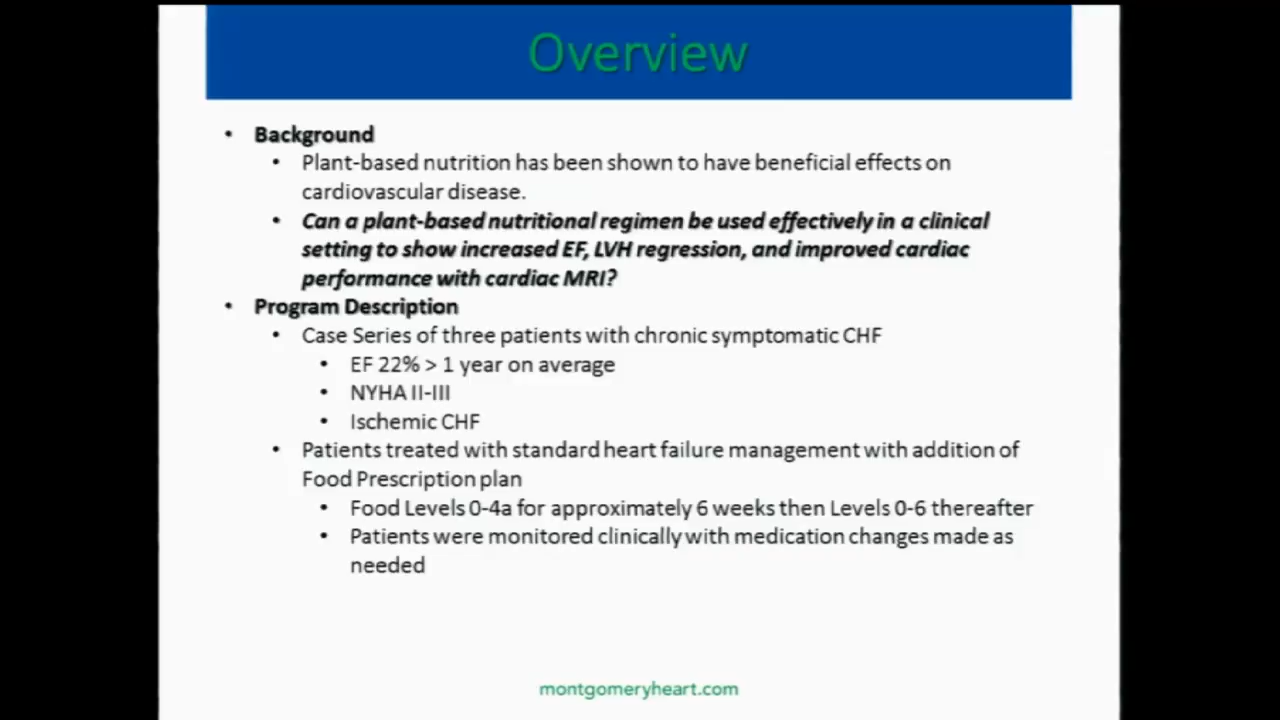 Overview
• Background
• Plant-based nutrition has been shown to have beneficial effects on
cardiovascular disease.
• Can a plant-based nutritional regimen be used effectively in a clinical
setting to show increased EF, LVH regression, and improved cardiac
performance with cardiac MRI?
• Program Description
• Case Series of three patients with chronic symptomatic CHF
• EF 22% > 1 year on average
• NYHA II-III
• Ischemic CHF
• Patients treated with standard heart failure management with addition of
Food Prescription plan
• Food Levels 0-4a for approximately 6 weeks then Levels 0-6 thereafter
• Patients were monitored clinically with medication changes made as
needed
montgomeryheart.com